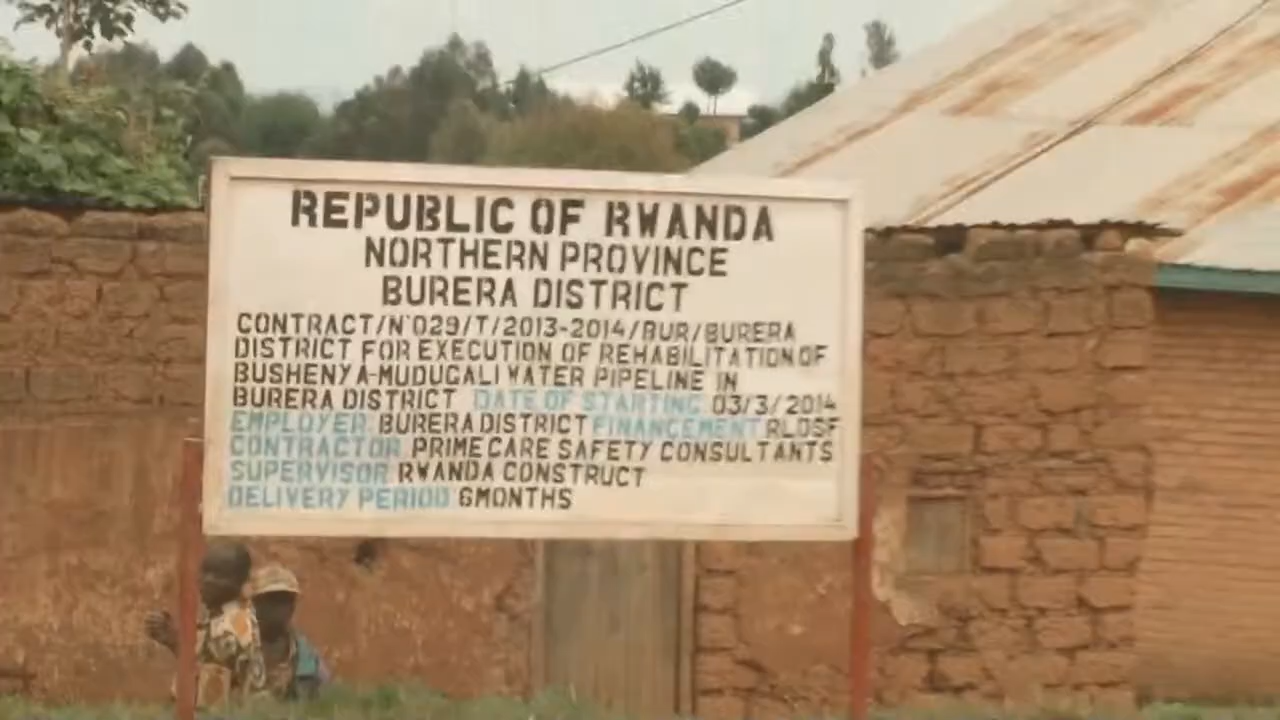 REPUBLIC OF RWANDA
NORTHERN PROVINCE
BURERA DISTRICT
CONTRACT/N°029/T/2013-2014/BUR/BURERA
DISTRICT FOR EXECUTION OF REHABILITATION OF
BUSHENYA-MUDUGALI WATER PIPELINE IN
BURERA DISTRICT DATE OF STARTING: 03/3/2014
EMPLOYER: BURERA DISTRICT FINANCEMENT RLDSF
CONTRACTOR: PRIME CARE SAFETY CONSULTANTS
SUPERVISOR: RWANDA CONSTRUCT
DELIVERY PERIOD: 6MONTHS